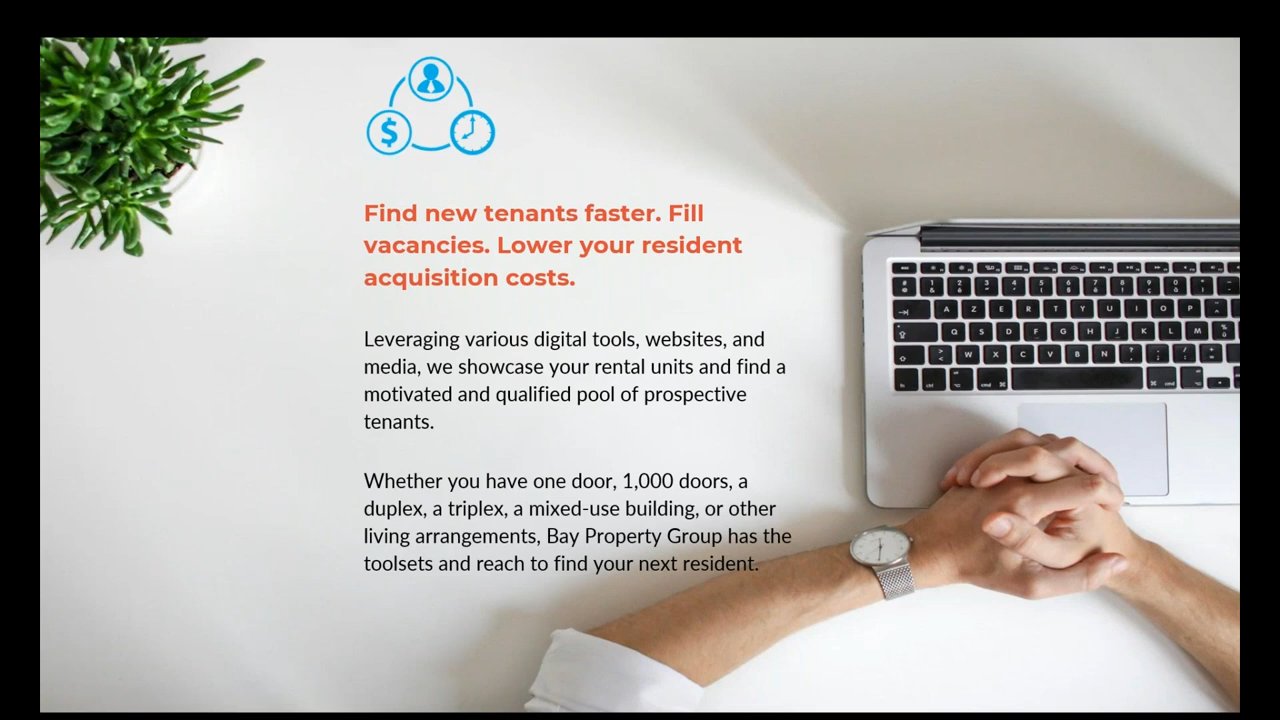 Find new tenants faster. Fill
vacancies. Lower your resident
acquisition costs.
Leveraging various digital tools, websites, and
media, we showcase your rental units and find a
motivated and qualified pool of prospective
tenants.
Whether you have one door, 1,000 doors, a
duplex, a triplex, a mixed-use building, or other
living arrangements, Bay Property Group has the
toolsets and reach to find your next resident.
$
A Z E R T Y U I O P
Q S D F G H J K L M
W X C V B N